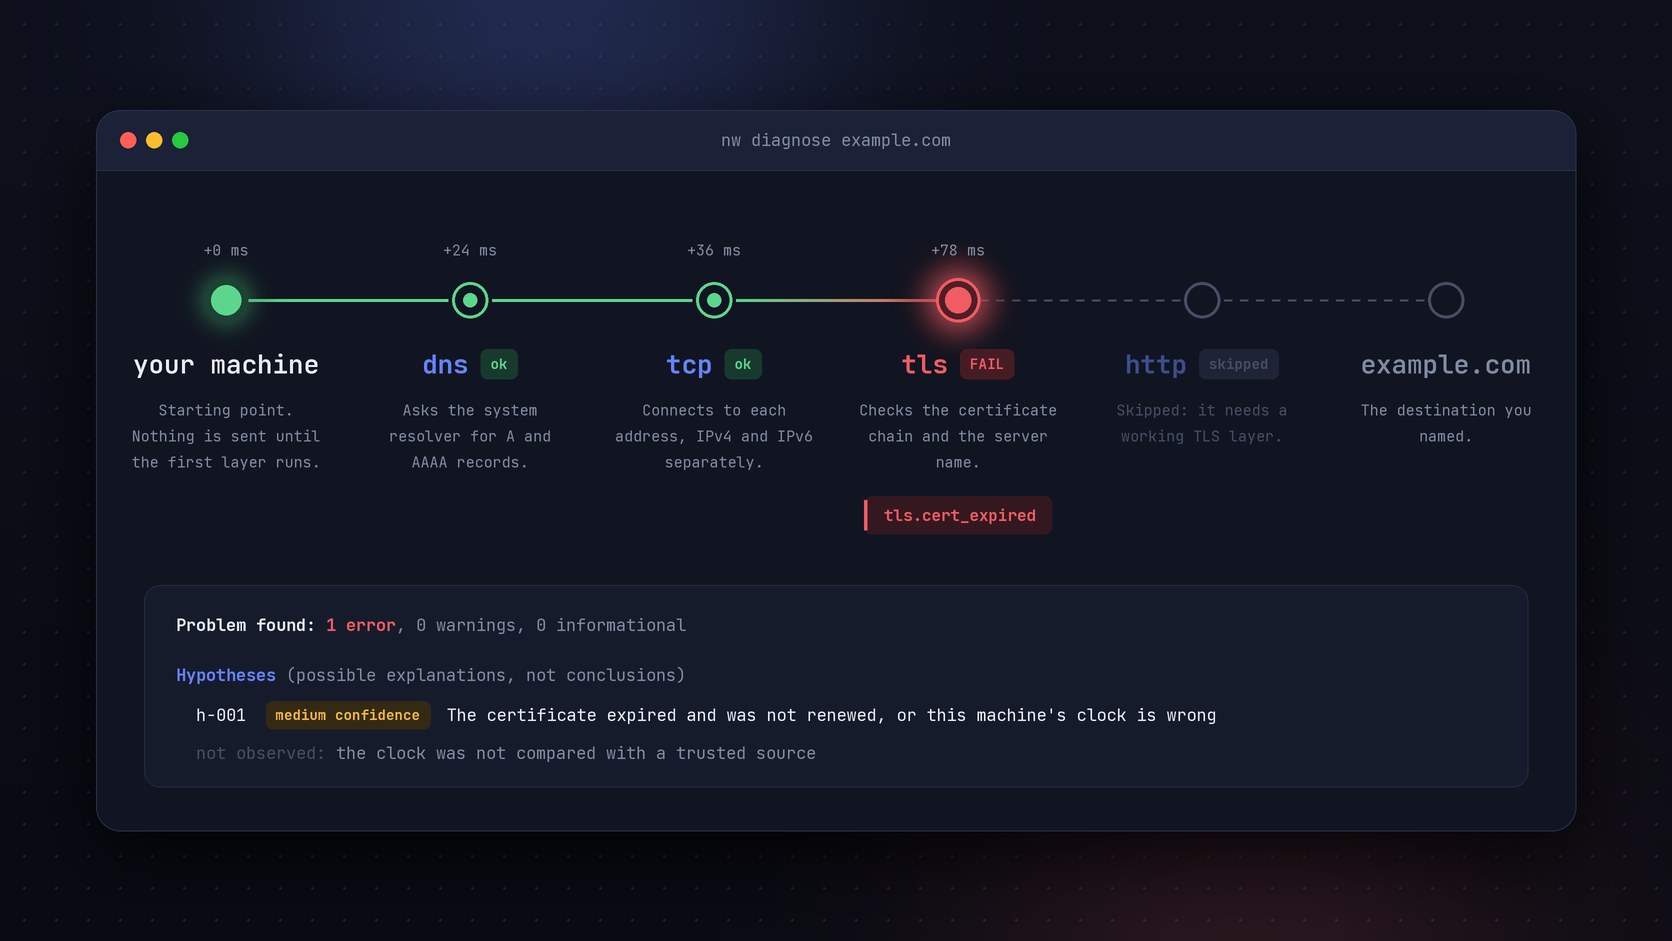 nw diagnose example.com
+0 ms
+24 ms
+36 ms
+78 ms
your machine
dns ok
tcp ok
tls FAIL
http skipped
example.com
Starting point.
Nothing is sent until
the first layer runs.
Asks the system
resolver for A and
AAAA records.
Connects to each
address, IPv4 and IPv6
separately.
Checks the certificate
chain and the server
name.
Skipped: it needs a
working TLS layer.
The destination you
named.
tls.cert_expired
Problem found: 1 error, 0 warnings, 0 informational
Hypotheses (possible explanations, not conclusions)
h-001 medium confidence The certificate expired and was not renewed, or this machine's clock is wrong
not observed: the clock was not compared with a trusted source